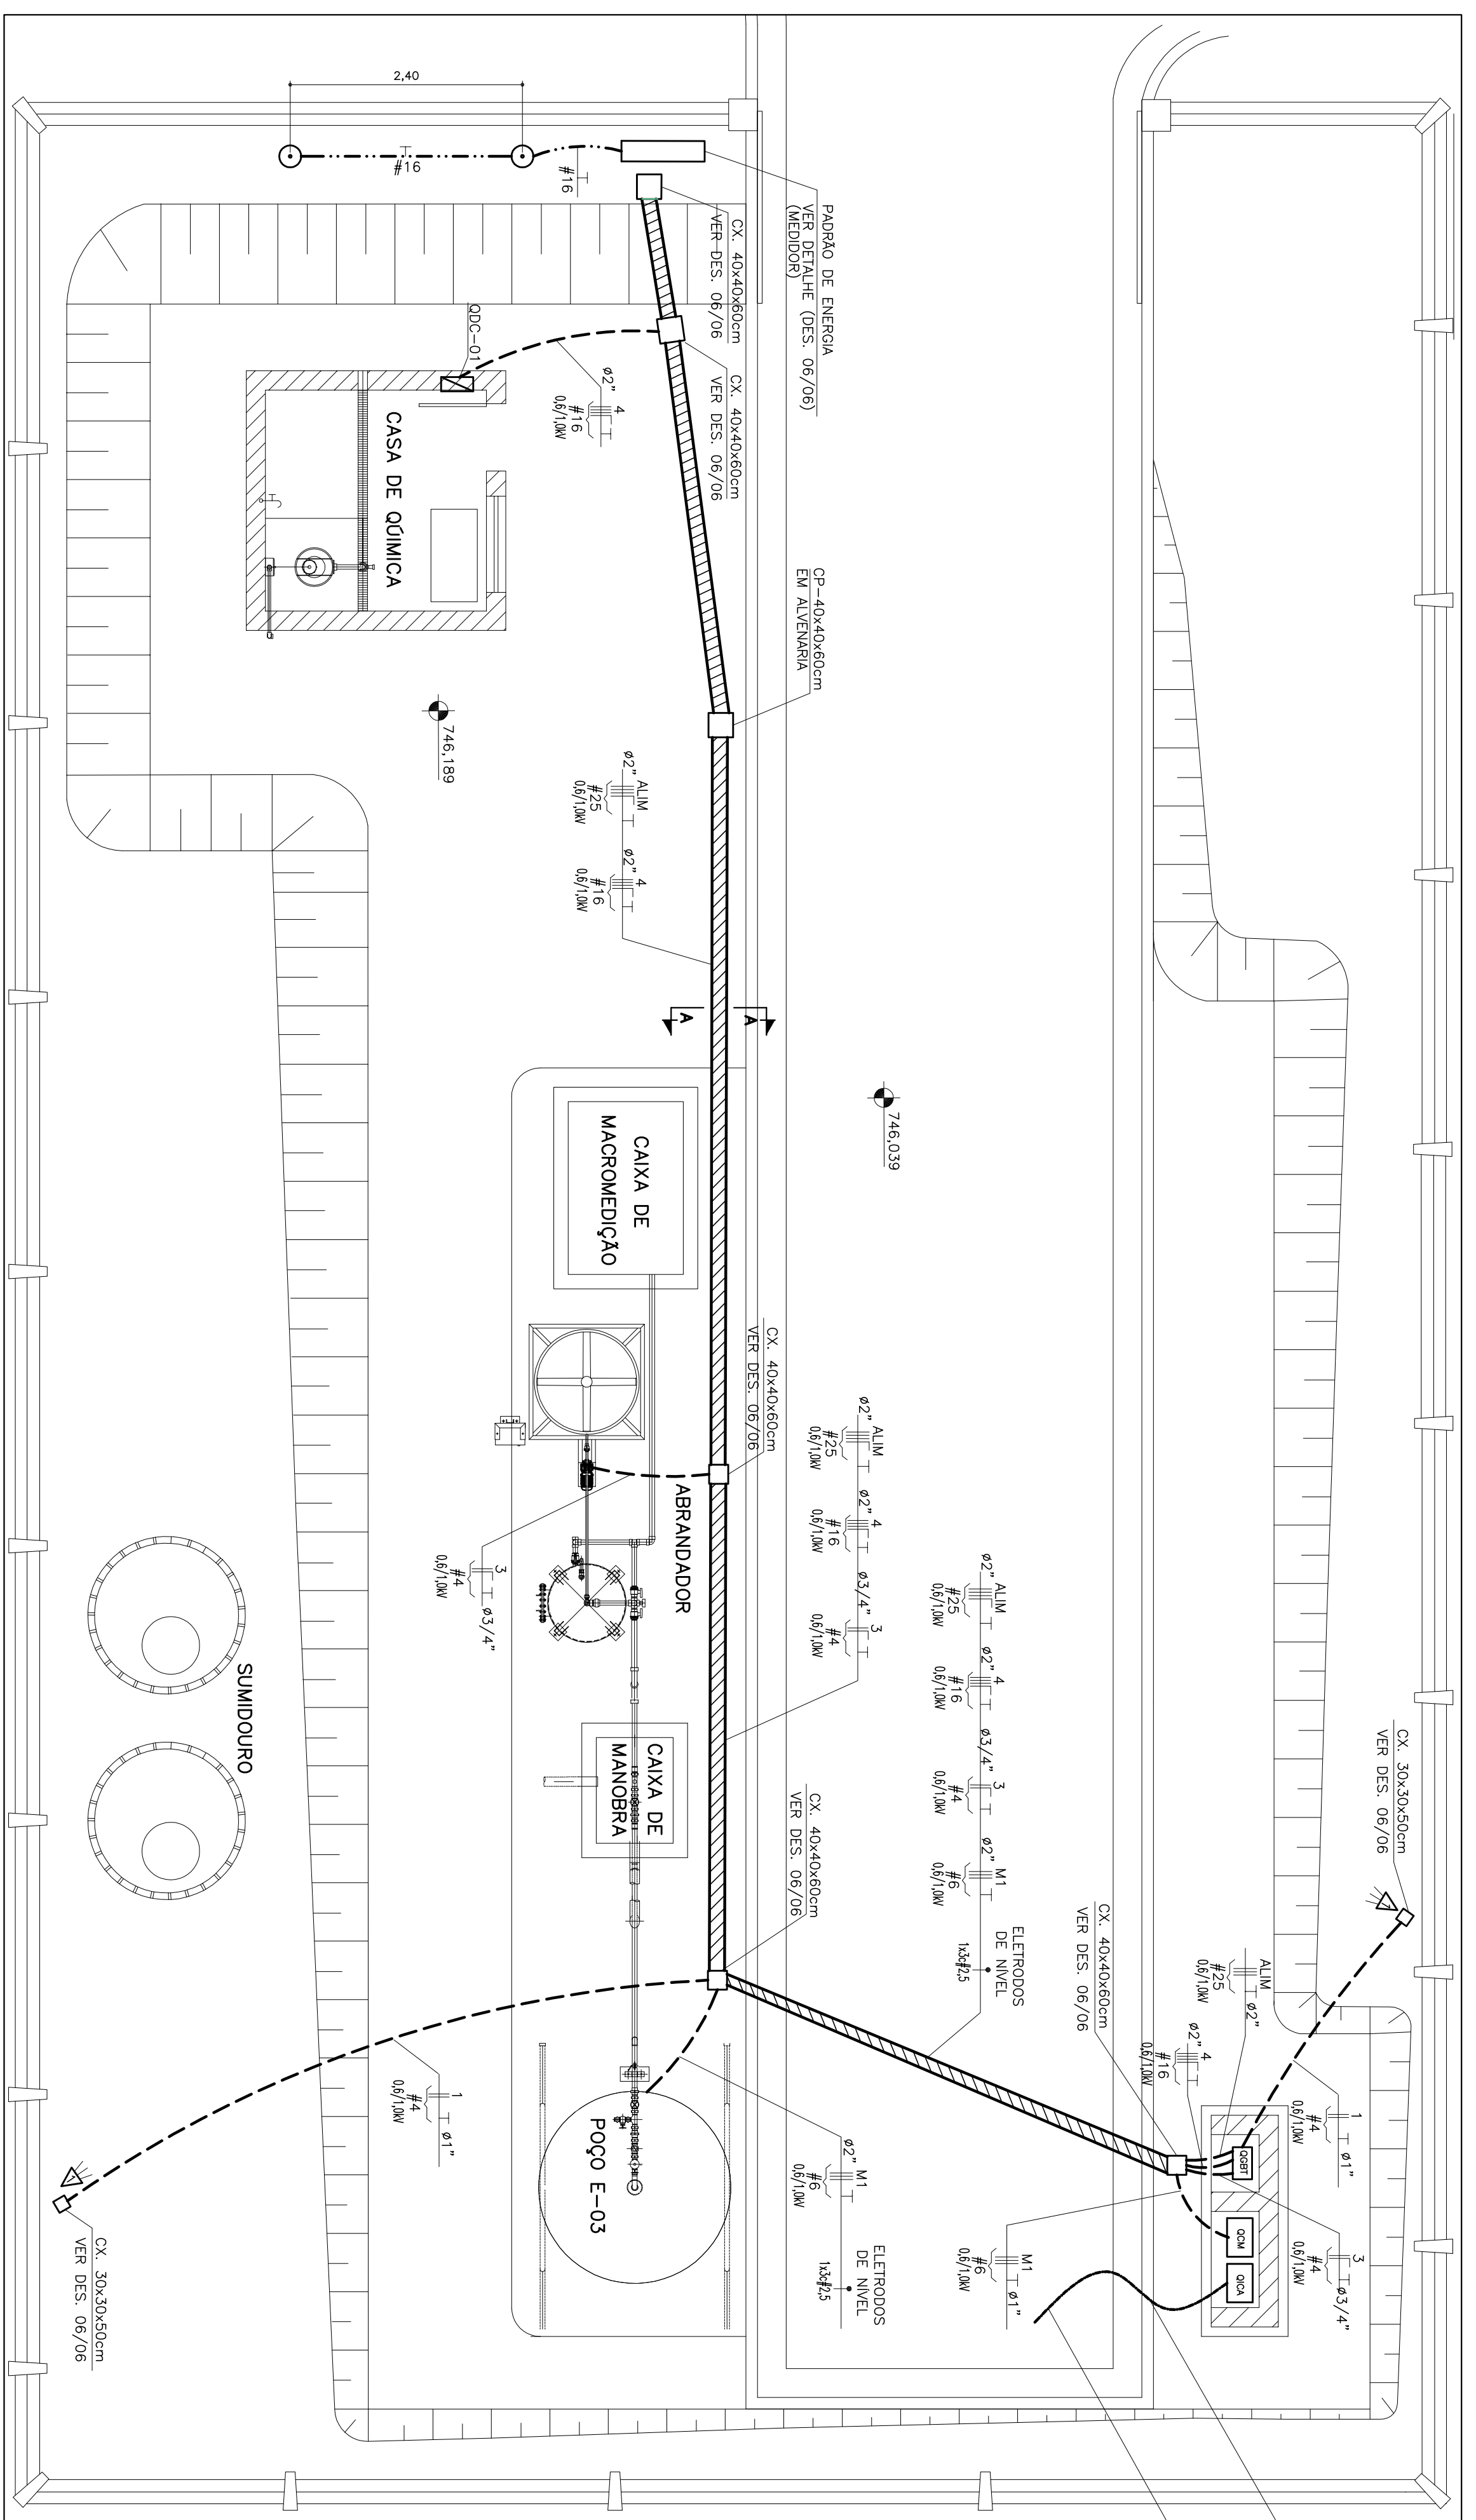 2,40
#16
#16
PADRÃO DE ENERGIA
VER DETALHE (DES. 06/06)
(MEDIDOR)
CX. 40x40x60cm
VER DES. 06/06
CX. 40x40x60cm
VER DES. 06/06
QDC-01
ø2" 4
#16
0,6/1,0kV
CASA DE QÚIMICA
CP-40x40x60cm
EM ALVENARIA
746,189
ø2" ALIM
#25
0,6/1,0kV
ø2" 4
#16
0,6/1,0kV
A
A
746,039
CAIXA DE
MACROMEDIÇÃO
CX. 40x40x60cm
VER DES. 06/06
ABRANDADOR
3
#4
0,6/1,0kV
ø3/4"
ø2" ALIM
#25
0,6/1,0kV
ø2" 4
#16
0,6/1,0kV
ø3/4" 3
#4
0,6/1,0kV
ø2" ALIM
#25
0,6/1,0kV
ø2" 4
#16
0,6/1,0kV
ø3/4" 3
#4
0,6/1,0kV
ø2" M1
#6
0,6/1,0kV
ELETRODOS
DE NÍVEL
1x3c#2,5
SUMIDOURO
CAIXA DE
MANOBRA
CX. 40x40x60cm
VER DES. 06/06
CX. 40x40x60cm
VER DES. 06/06
CX. 30x30x50cm
VER DES. 06/06
ALIM
#25
0,6/1,0kV
ø2"
ø2" 4
#16
0,6/1,0kV
1
#4
0,6/1,0kV
ø1"
QGBT
QCM
QICA
3
#4
0,6/1,0kV
ø3/4"
M1
#6
0,6/1,0kV
ø1"
1
#4
0,6/1,0kV
ø1"
POÇO E-03
ø2" M1
#6
0,6/1,0kV
ELETRODOS
DE NÍVEL
1x3c#2,5
CX. 30x30x50cm
VER DES. 06/06